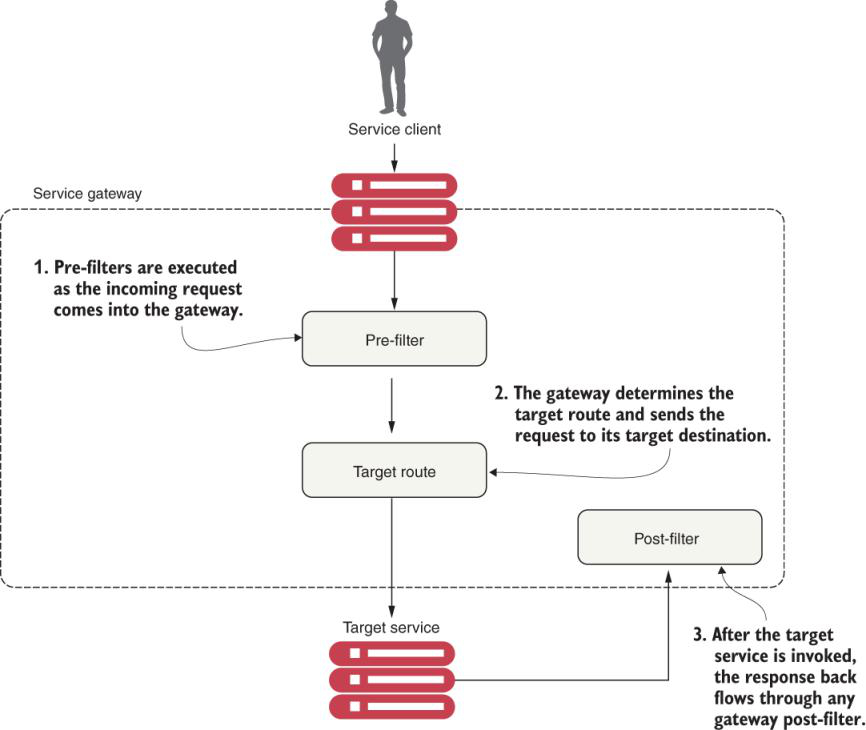 Service client
Service gateway
1. Pre-filters are executed
as the incoming request
comes into the gateway.
Pre-filter
2. The gateway determines the
target route and sends the
request to its target destination.
Target route
Post-filter
Target service
3. After the target
service is invoked,
the response back
flows through any
gateway post-filter.